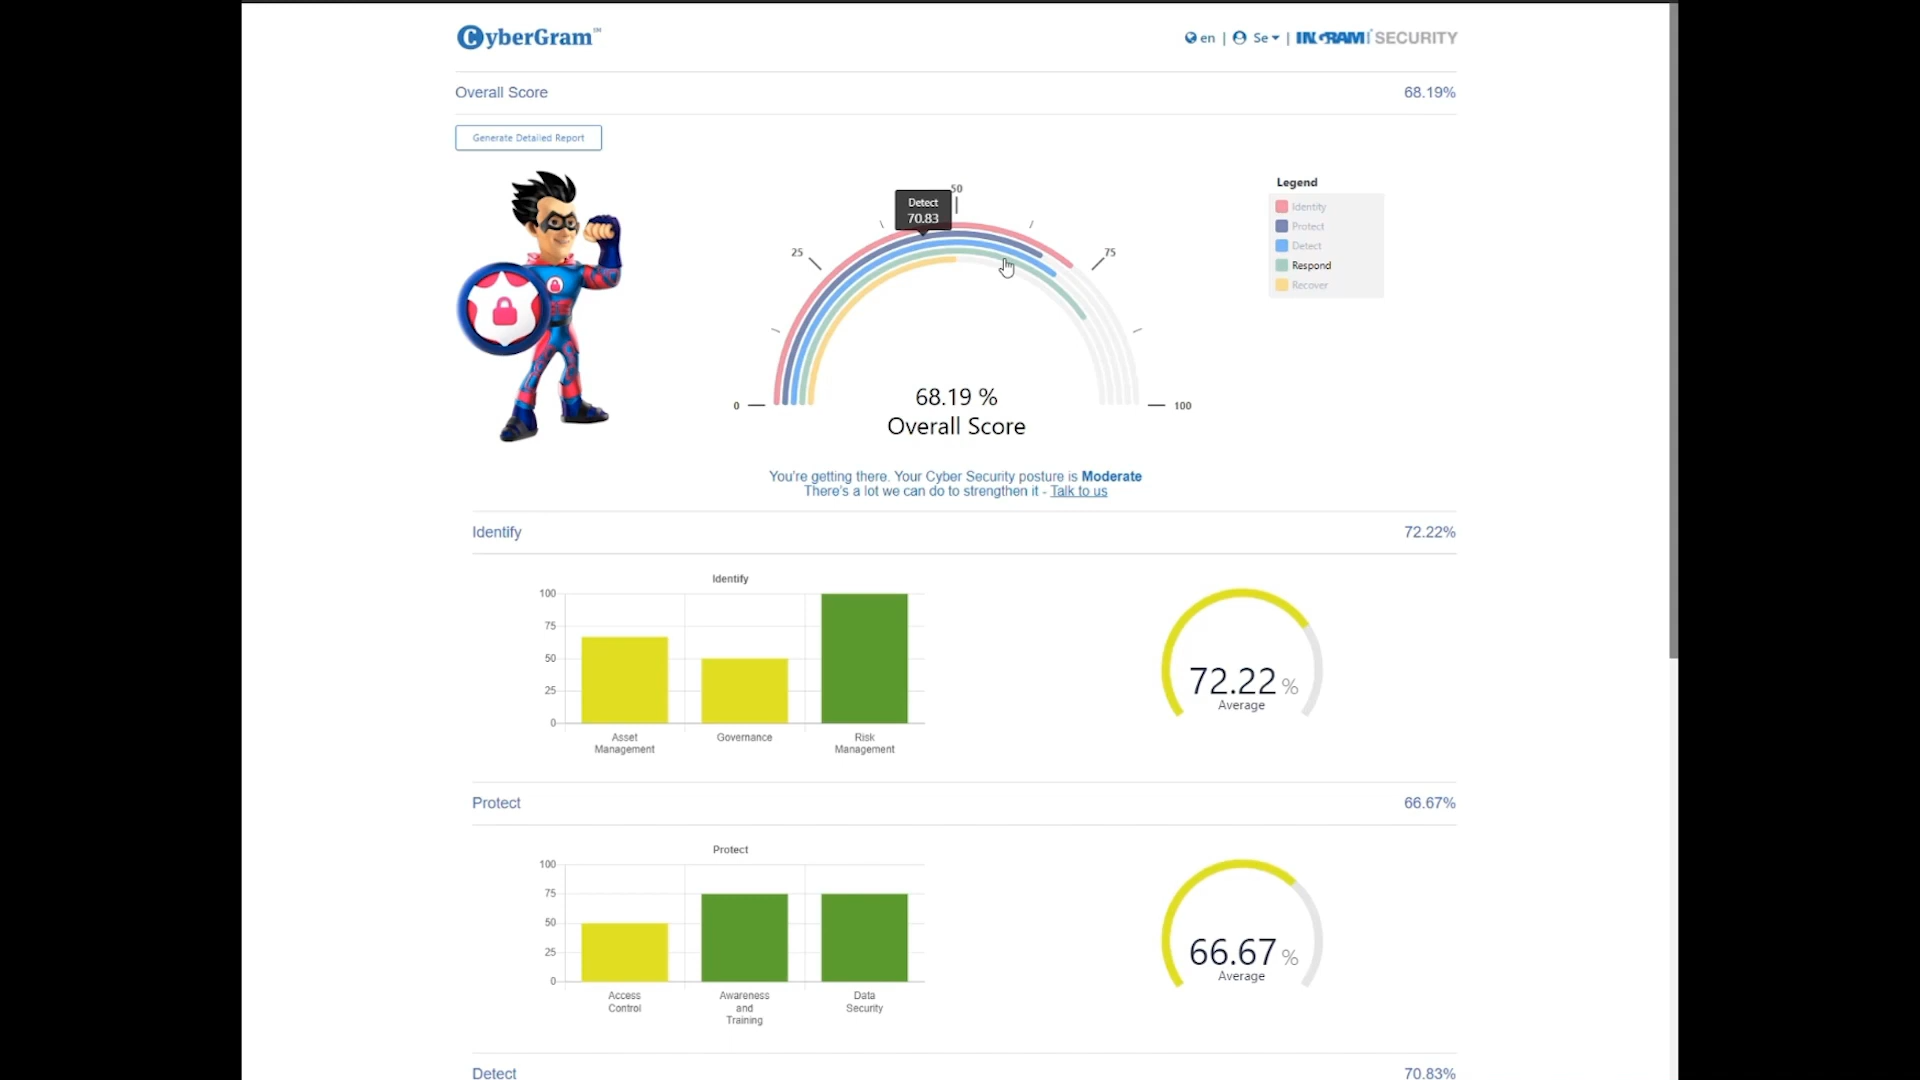 CyberGram SM
en | Se | INGRAM SECURITY
Overall Score 68.19%
Generate Detailed Report
Legend
Identify
Protect
Detect
Respond
Recover
Detect
70.83
0
25
50
75
100
68.19 %
Overall Score
You're getting there. Your Cyber Security posture is Moderate
There's a lot we can do to strengthen it - Talk to us
Identify 72.22%
Identify
100
75
50
25
0
Asset
Management
Governance
Risk
Management
72.22 %
Average
Protect 66.67%
Protect
100
75
50
25
0
Access
Control
Awareness
and
Training
Data
Security
66.67 %
Average
Detect 70.83%